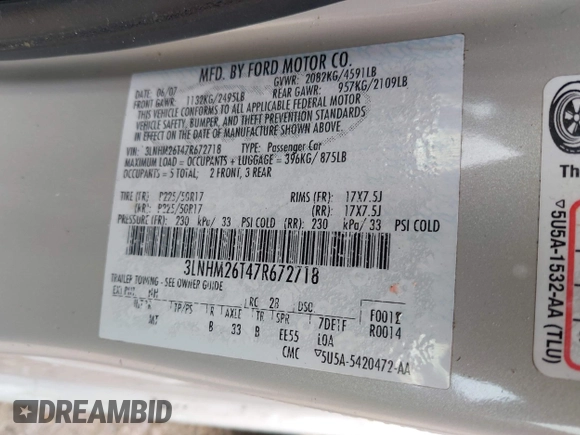 MFD. BY FORD MOTOR CO.
DATE: 06/07 GVWR: 2082KG/4591LB
FRONT GAWR: 1132KG/2495LB REAR GAWR: 957KG/2109LB
THIS VEHICLE CONFORMS TO ALL APPLICABLE FEDERAL MOTOR
VEHICLE SAFETY, BUMPER, AND THEFT PREVENTION STANDARDS
IN EFFECT ON THE DATE OF MANUFACTURE SHOWN ABOVE.
VIN: 3LNHM26T47R672718 TYPE: Passenger Car
MAXIMUM LOAD = OCCUPANTS + LUGGAGE = 396KG/875LB
OCCUPANTS = 5 TOTAL; 2 FRONT, 3 REAR
TIRE (FR) P225/50R17 RIMS (FR): 17X7.5J
(RR): P225/50R17 (RR): 17X7.5J
PRESSURE (FR) 230 kPa/ 33 PSI COLD (RR): 230 kPa/ 33 PSI COLD
3LNHM26T47R672718
TRAILER TOWING - SEE OWNER GUIDE
EXT PNT RC: 28 DSO: F0012
TP/PS R AXLE TR SPR 7DE1F R0014
B 33 B EE55
CMC ▽5U5A-5420472-AA
Th
▽5U5A-1532-AA (TLU)
DREAMBID